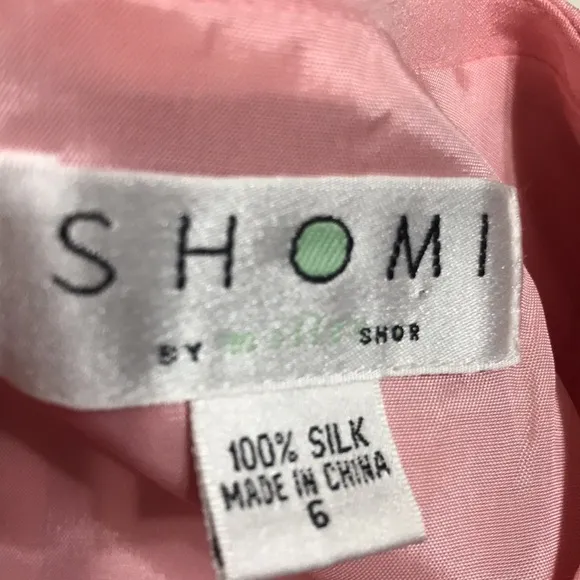 SHOMI
BY SHOR
100% SILK
MADE IN CHINA
6